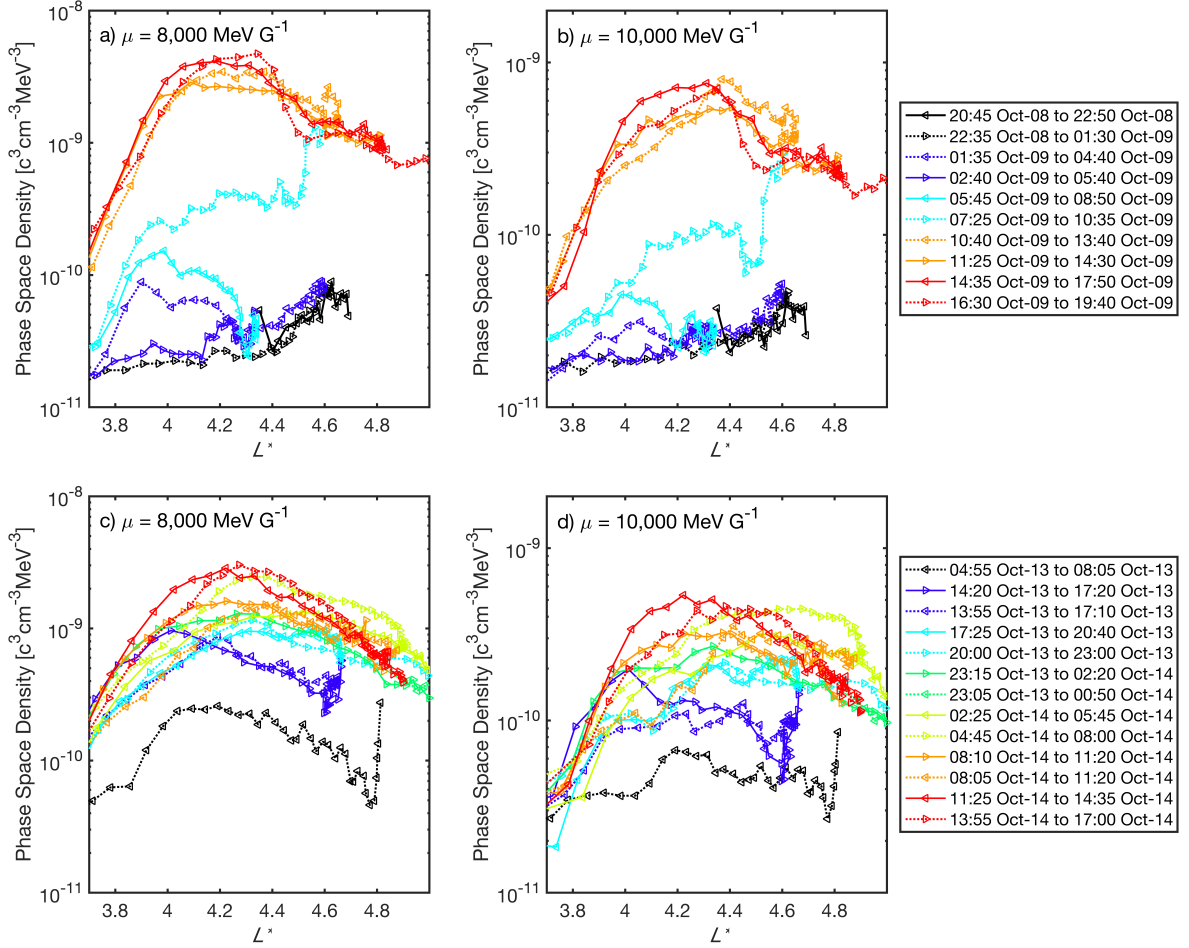 a) μ = 8,000 MeV G⁻¹
Phase Space Density [c³cm⁻³MeV⁻³]
10⁻⁸
10⁻⁹
10⁻¹⁰
10⁻¹¹
3.8 4 4.2 4.4 4.6 4.8
L*
b) μ = 10,000 MeV G⁻¹
Phase Space Density [c³cm⁻³MeV⁻³]
10⁻⁹
10⁻¹⁰
10⁻¹¹
3.8 4 4.2 4.4 4.6 4.8
L*
20:45 Oct-08 to 22:50 Oct-08
22:35 Oct-08 to 01:30 Oct-09
01:35 Oct-09 to 04:40 Oct-09
02:40 Oct-09 to 05:40 Oct-09
05:45 Oct-09 to 08:50 Oct-09
07:25 Oct-09 to 10:35 Oct-09
10:40 Oct-09 to 13:40 Oct-09
11:25 Oct-09 to 14:30 Oct-09
14:35 Oct-09 to 17:50 Oct-09
16:30 Oct-09 to 19:40 Oct-09
c) μ = 8,000 MeV G⁻¹
Phase Space Density [c³cm⁻³MeV⁻³]
10⁻⁸
10⁻⁹
10⁻¹⁰
10⁻¹¹
3.8 4 4.2 4.4 4.6 4.8
L*
d) μ = 10,000 MeV G⁻¹
Phase Space Density [c³cm⁻³MeV⁻³]
10⁻⁹
10⁻¹⁰
10⁻¹¹
3.8 4 4.2 4.4 4.6 4.8
L*
04:55 Oct-13 to 08:05 Oct-13
14:20 Oct-13 to 17:20 Oct-13
13:55 Oct-13 to 17:10 Oct-13
17:25 Oct-13 to 20:40 Oct-13
20:00 Oct-13 to 23:00 Oct-13
23:15 Oct-13 to 02:20 Oct-14
23:05 Oct-13 to 00:50 Oct-14
02:25 Oct-14 to 05:45 Oct-14
04:45 Oct-14 to 08:00 Oct-14
08:10 Oct-14 to 11:20 Oct-14
08:05 Oct-14 to 11:20 Oct-14
11:25 Oct-14 to 14:35 Oct-14
13:55 Oct-14 to 17:00 Oct-14